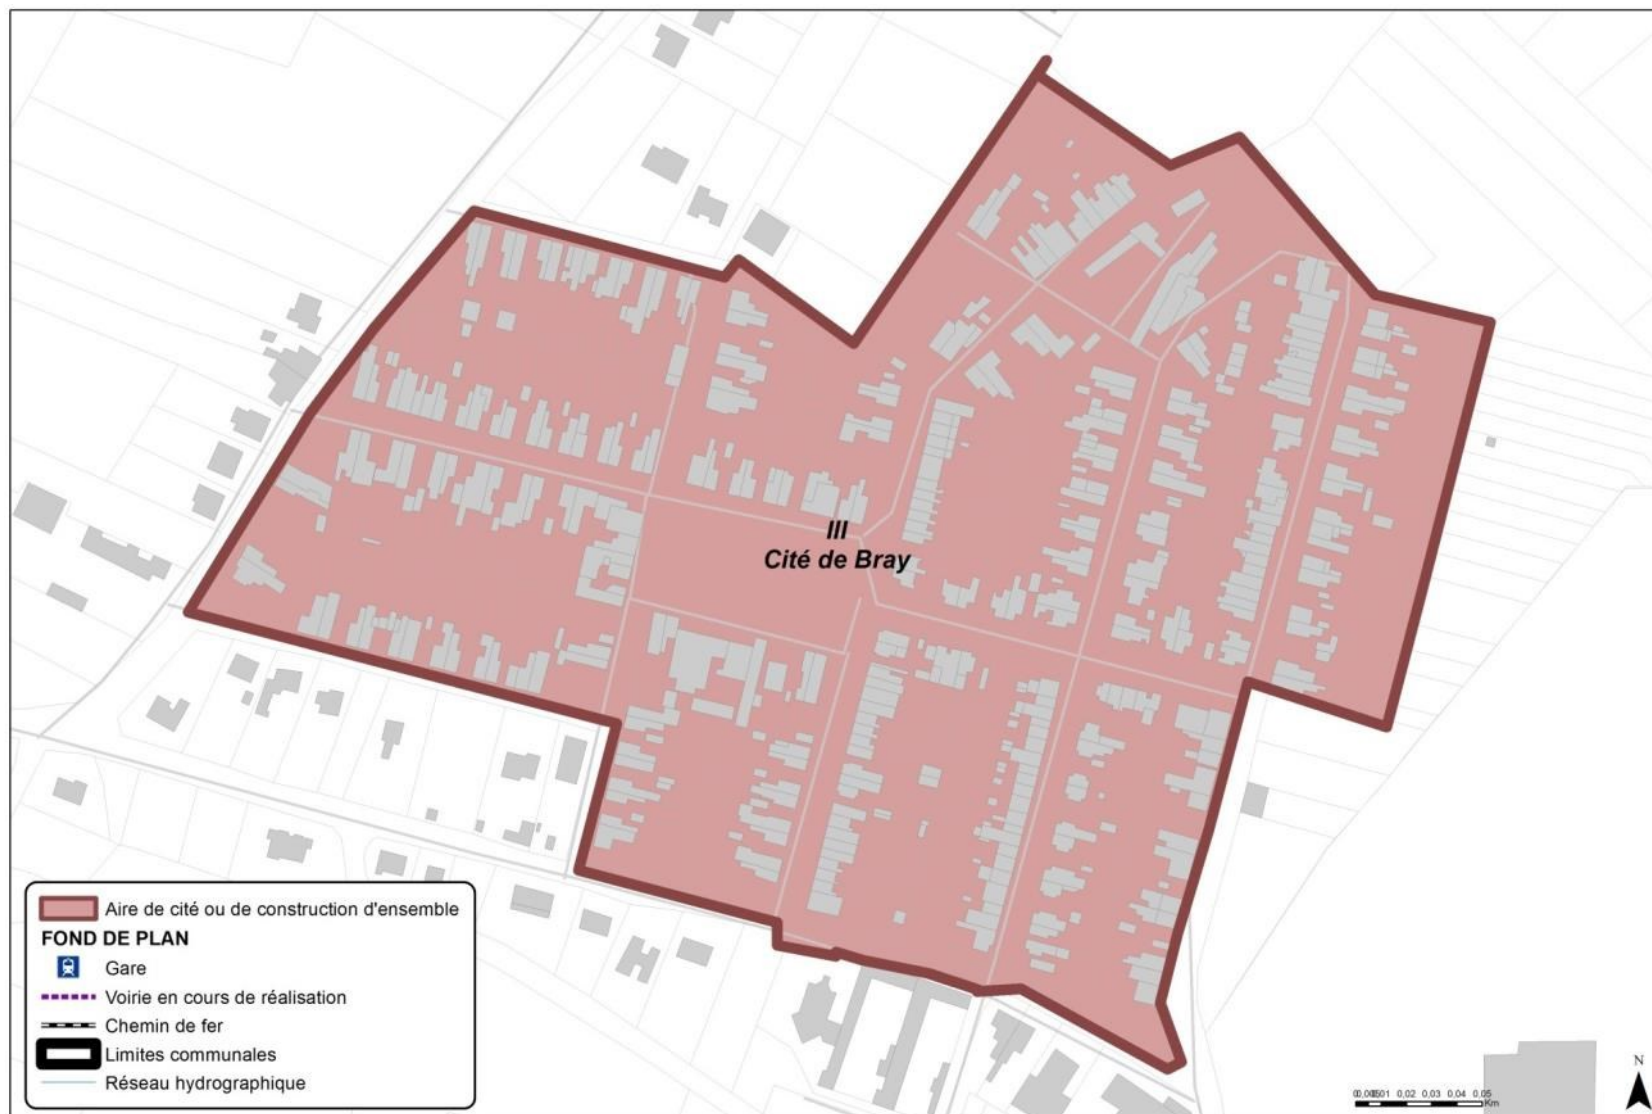 III
Cité de Bray
Aire de cité ou de construction d'ensemble
FOND DE PLAN
Gare
Voirie en cours de réalisation
Chemin de fer
Limites communales
Réseau hydrographique
0,02 0,03 0,04 0,05
Km
N